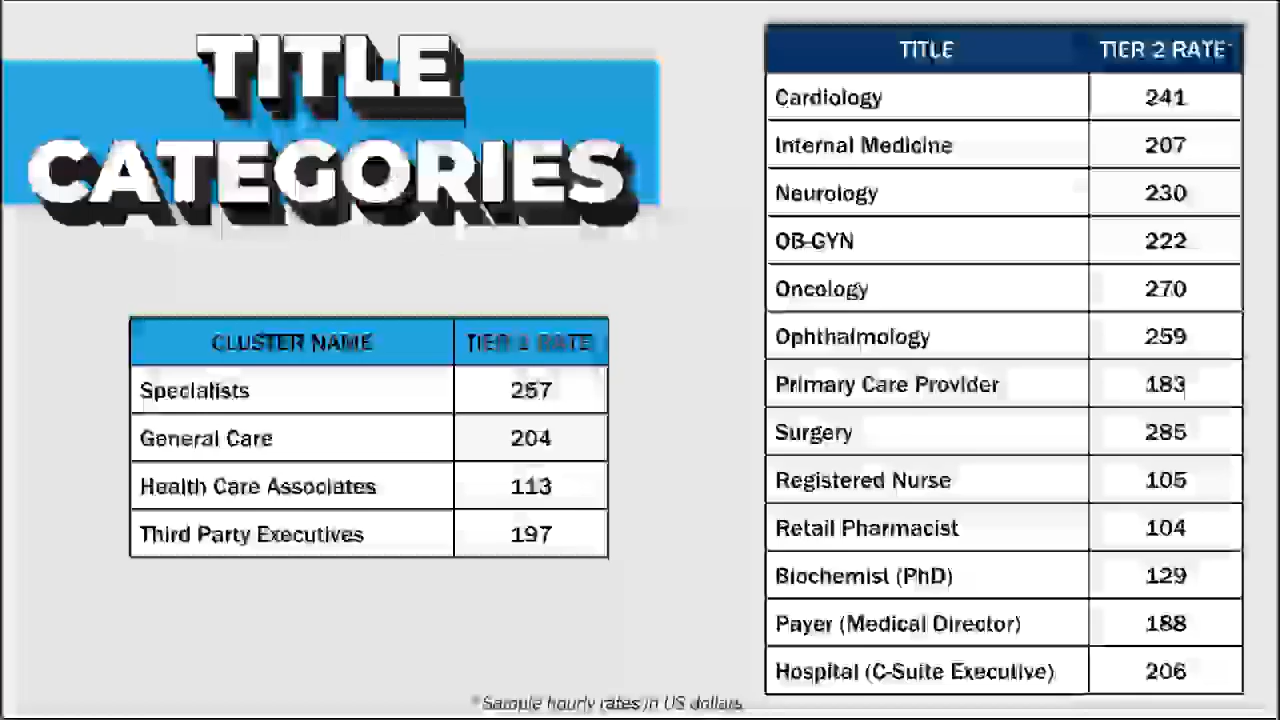 TITLE
CATEGORIES
CLUSTER NAME TIER 1 RATE
Specialists 257
General Care 204
Health Care Associates 113
Third Party Executives 197
TITLE TIER 2 RATE*
Cardiology 241
Internal Medicine 207
Neurology 230
OB-GYN 222
Oncology 270
Ophthalmology 259
Primary Care Provider 183
Surgery 285
Registered Nurse 105
Retail Pharmacist 104
Biochemist (PhD) 129
Payer (Medical Director) 188
Hospital (C-Suite Executive) 206
* Sample hourly rates in US dollars